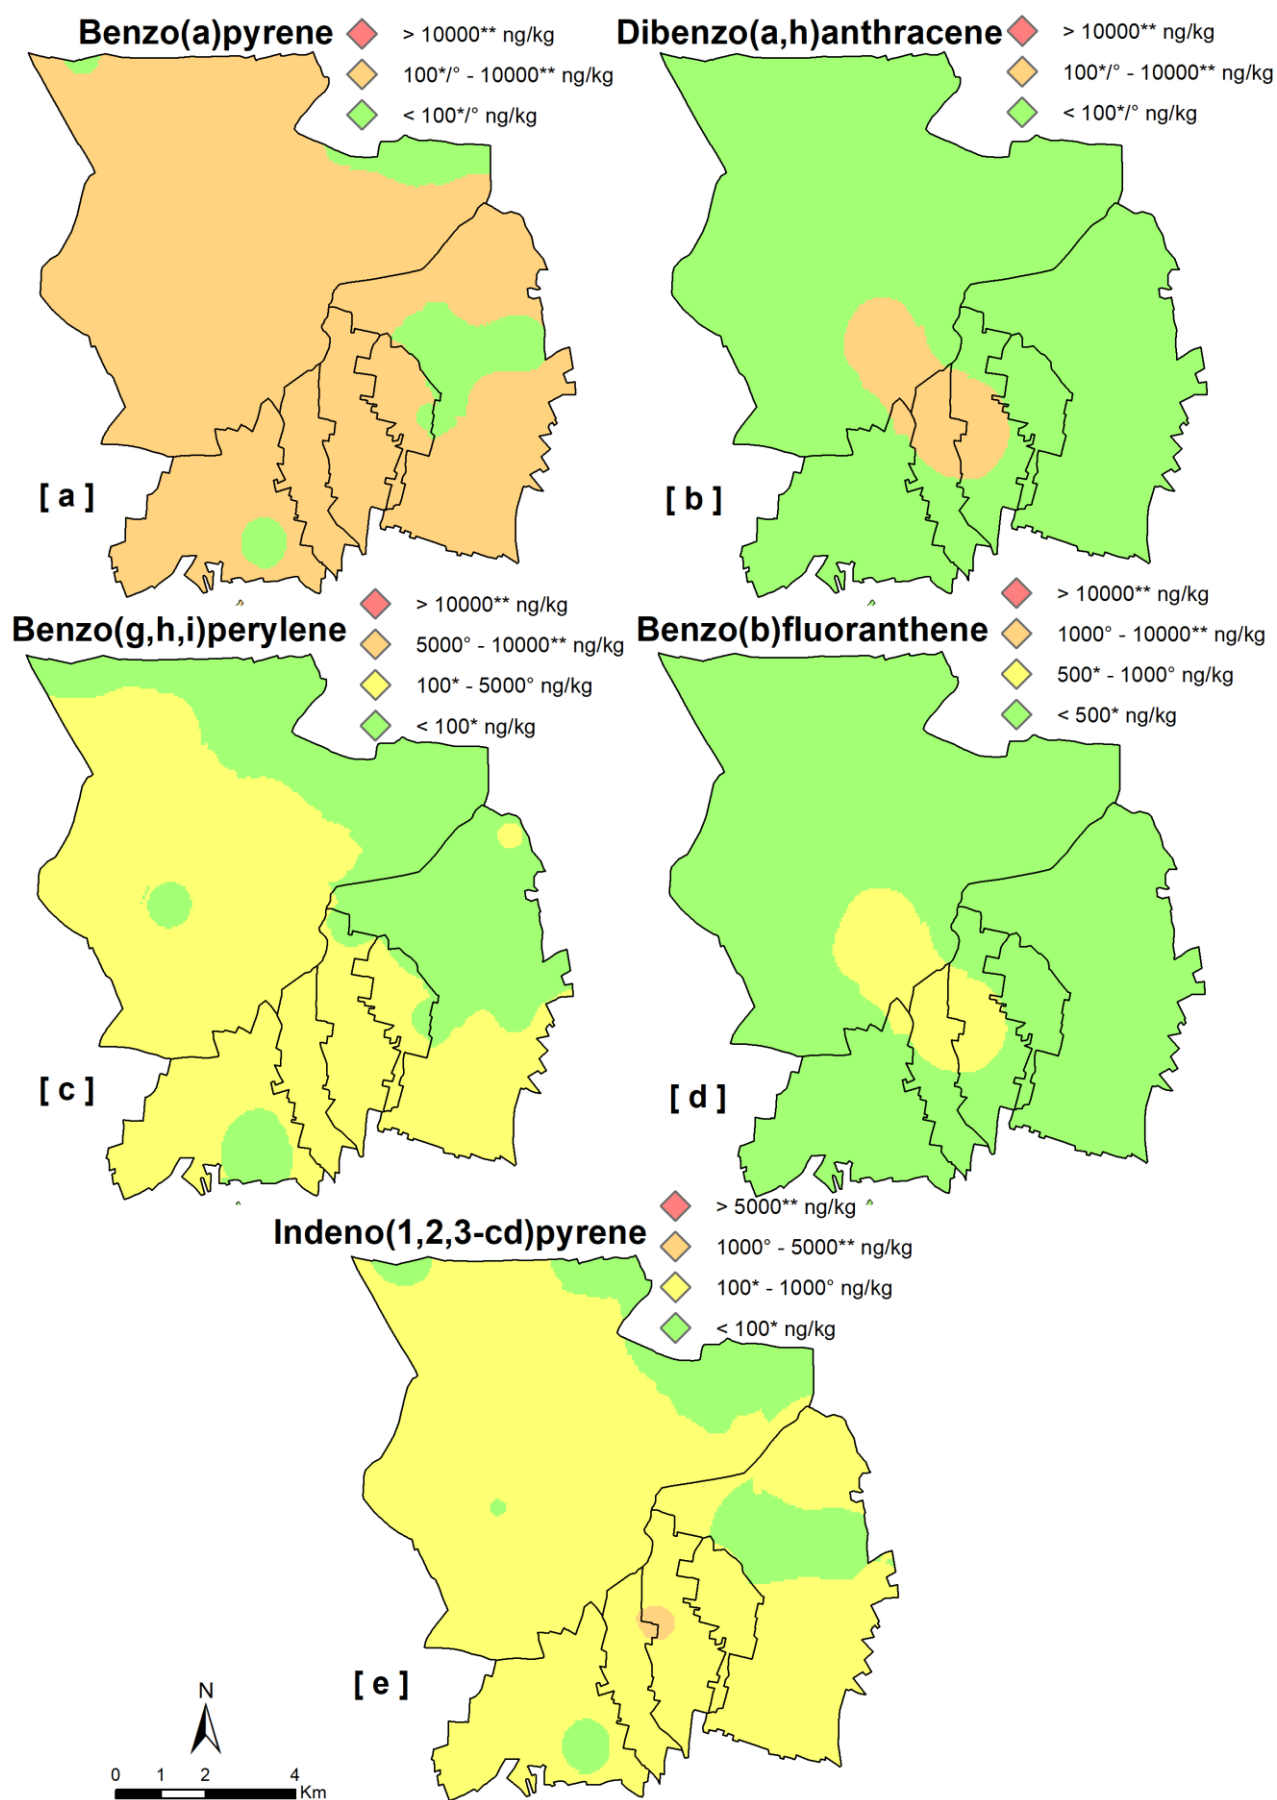 Benzo(a)pyrene
> 10000** ng/kg
100*/° - 10000** ng/kg
< 100*/° ng/kg
[ a ]
Dibenzo(a,h)anthracene
> 10000** ng/kg
100*/° - 10000** ng/kg
< 100*/° ng/kg
[ b ]
Benzo(g,h,i)perylene
> 10000** ng/kg
5000° - 10000** ng/kg
100* - 5000° ng/kg
< 100* ng/kg
[ c ]
Benzo(b)fluoranthene
> 10000** ng/kg
1000° - 10000** ng/kg
500* - 1000° ng/kg
< 500* ng/kg
[ d ]
Indeno(1,2,3-cd)pyrene
> 5000** ng/kg
1000° - 5000** ng/kg
100* - 1000° ng/kg
< 100* ng/kg
[ e ]
N
0 1 2 4
Km